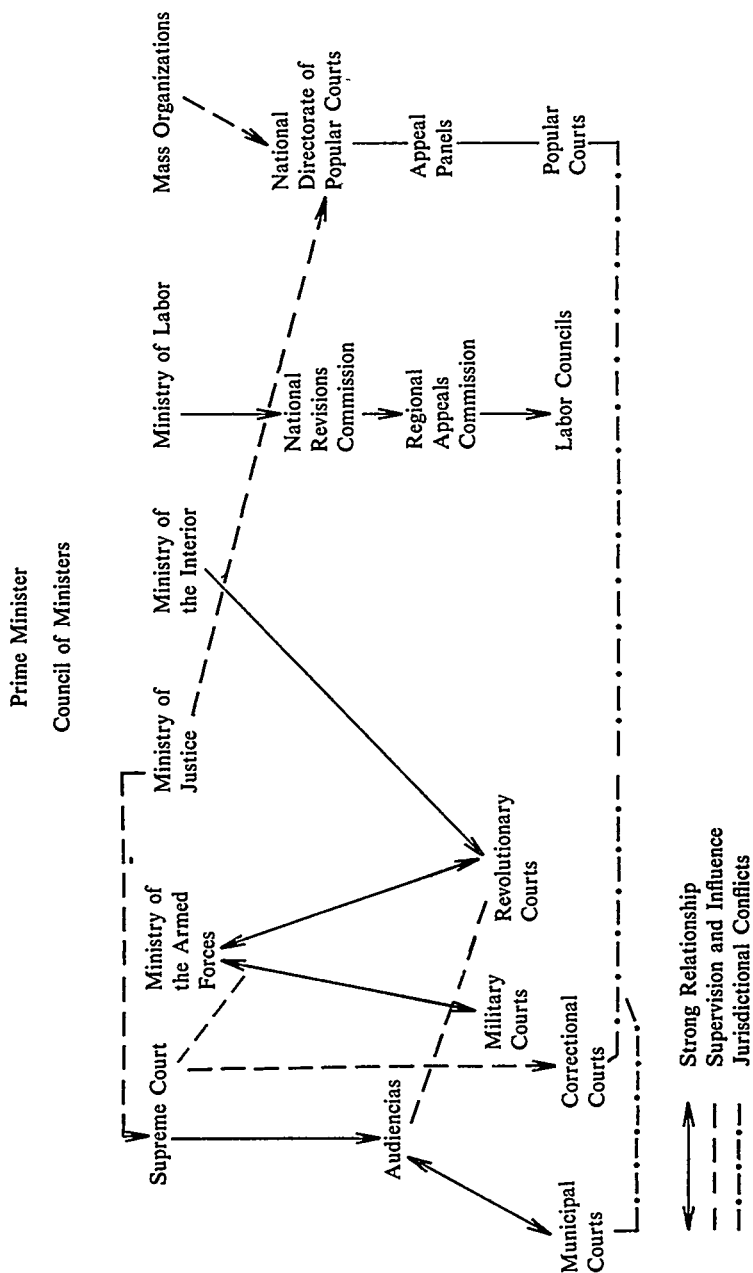 Prime Minister
Council of Ministers
Supreme Court
Ministry of
the Armed
Forces
Ministry of
Justice
Ministry of
the Interior
Ministry of Labor
Mass Organizations
National
Revisions
Commission
National
Directorate of
Popular Courts
Audiencias
Regional
Appeals
Commission
Appeal
Panels
Military
Courts
Revolutionary
Courts
Municipal
Courts
Correctional
Courts
Labor Councils
Popular
Courts
Strong Relationship
Supervision and Influence
Jurisdictional Conflicts